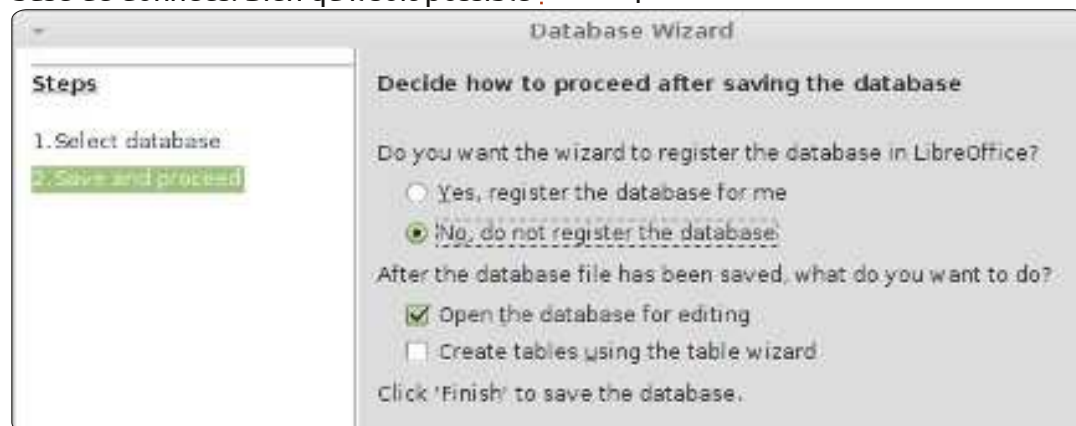 Database Wizard
Steps
1.Select database
2.Save and proceed
Decide how to proceed after saving the database
Do you want the wizard to register the database in LibreOffice?
Yes, register the database for me
No, do not register the database
After the database file has been saved, what do you want to do?
Open the database for editing
Create tables using the table wizard
Click 'Finish' to save the database.